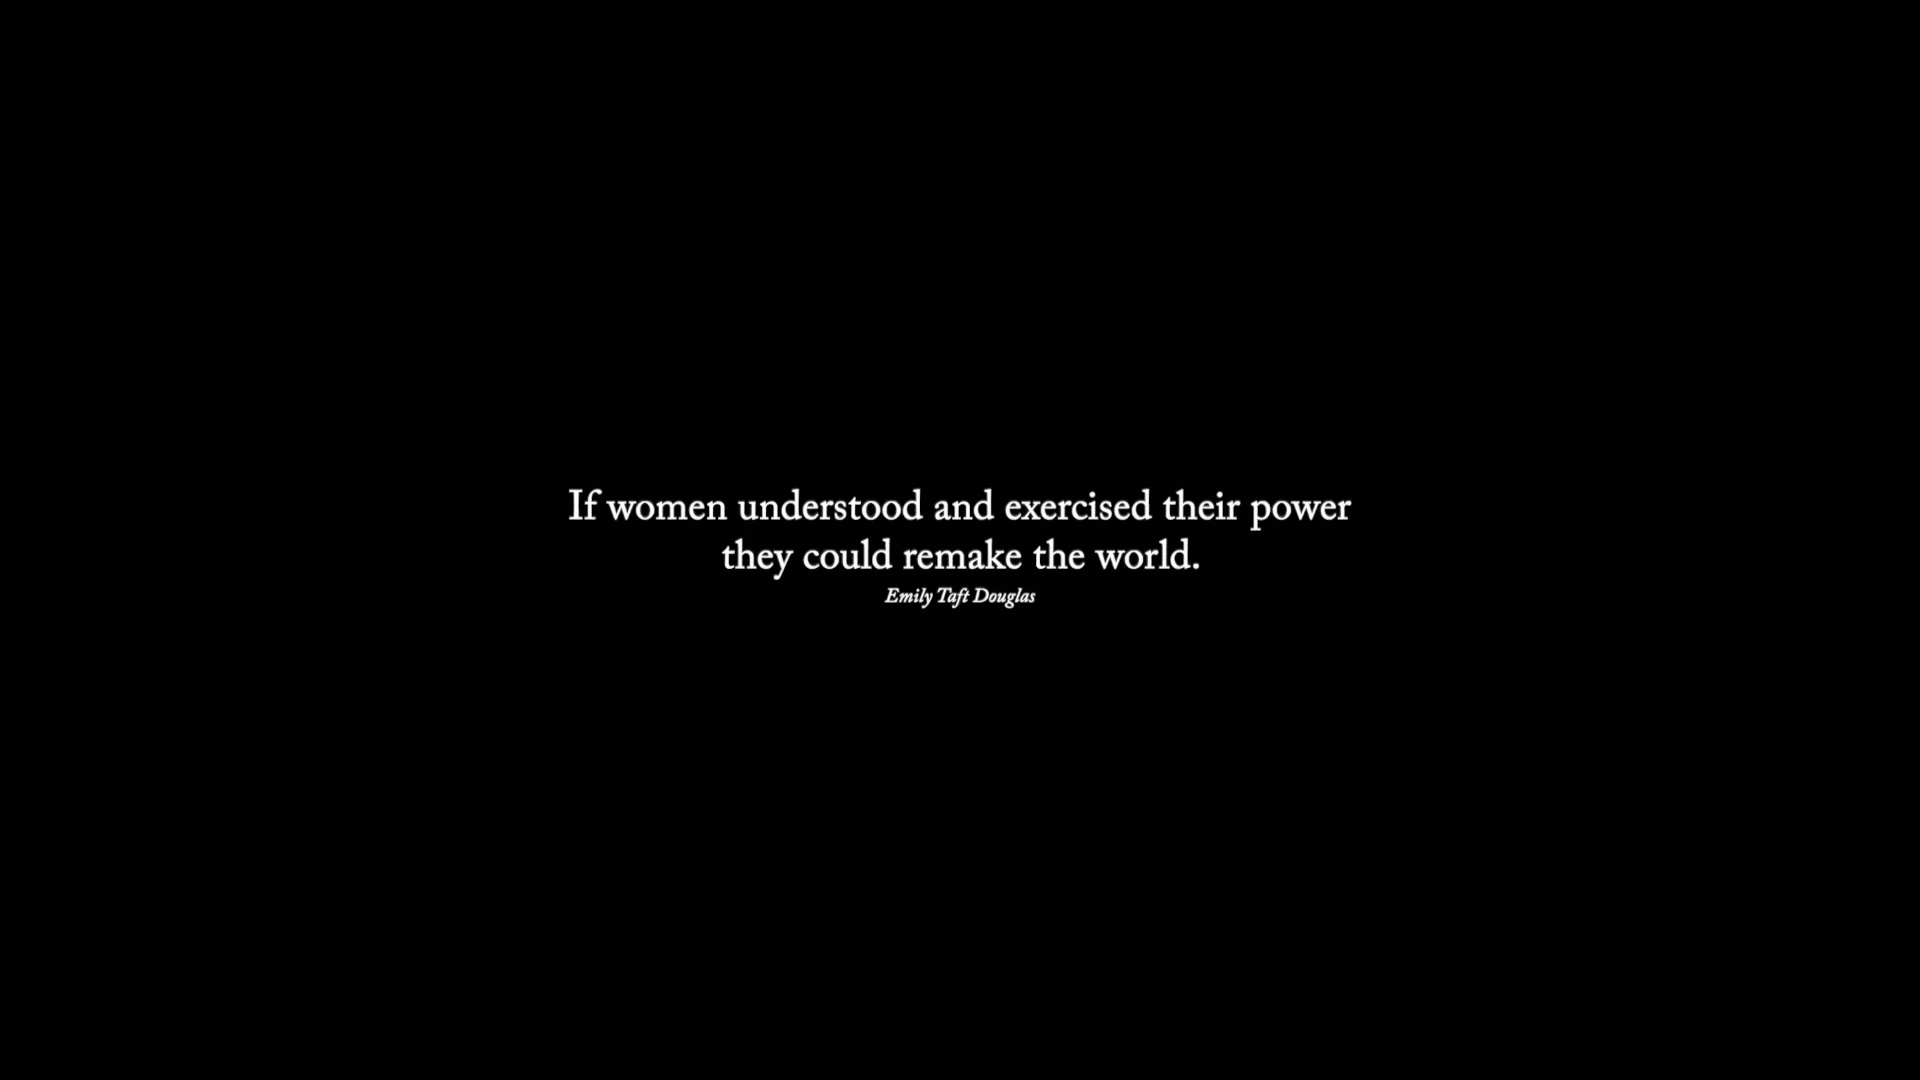 If women understood and exercised their power
they could remake the world.
Emily Taft Douglas